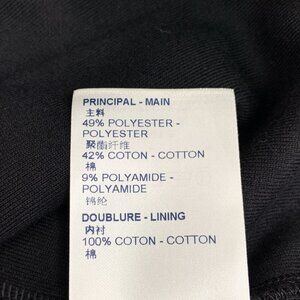 PRINCIPAL - MAIN
主料
49% POLYESTER -
POLYESTER
聚酯纤维
42% COTON - COTTON
棉
9% POLYAMIDE -
POLYAMIDE
锦纶
DOUBLURE - LINING
内衬
100% COTON - COTTON
棉